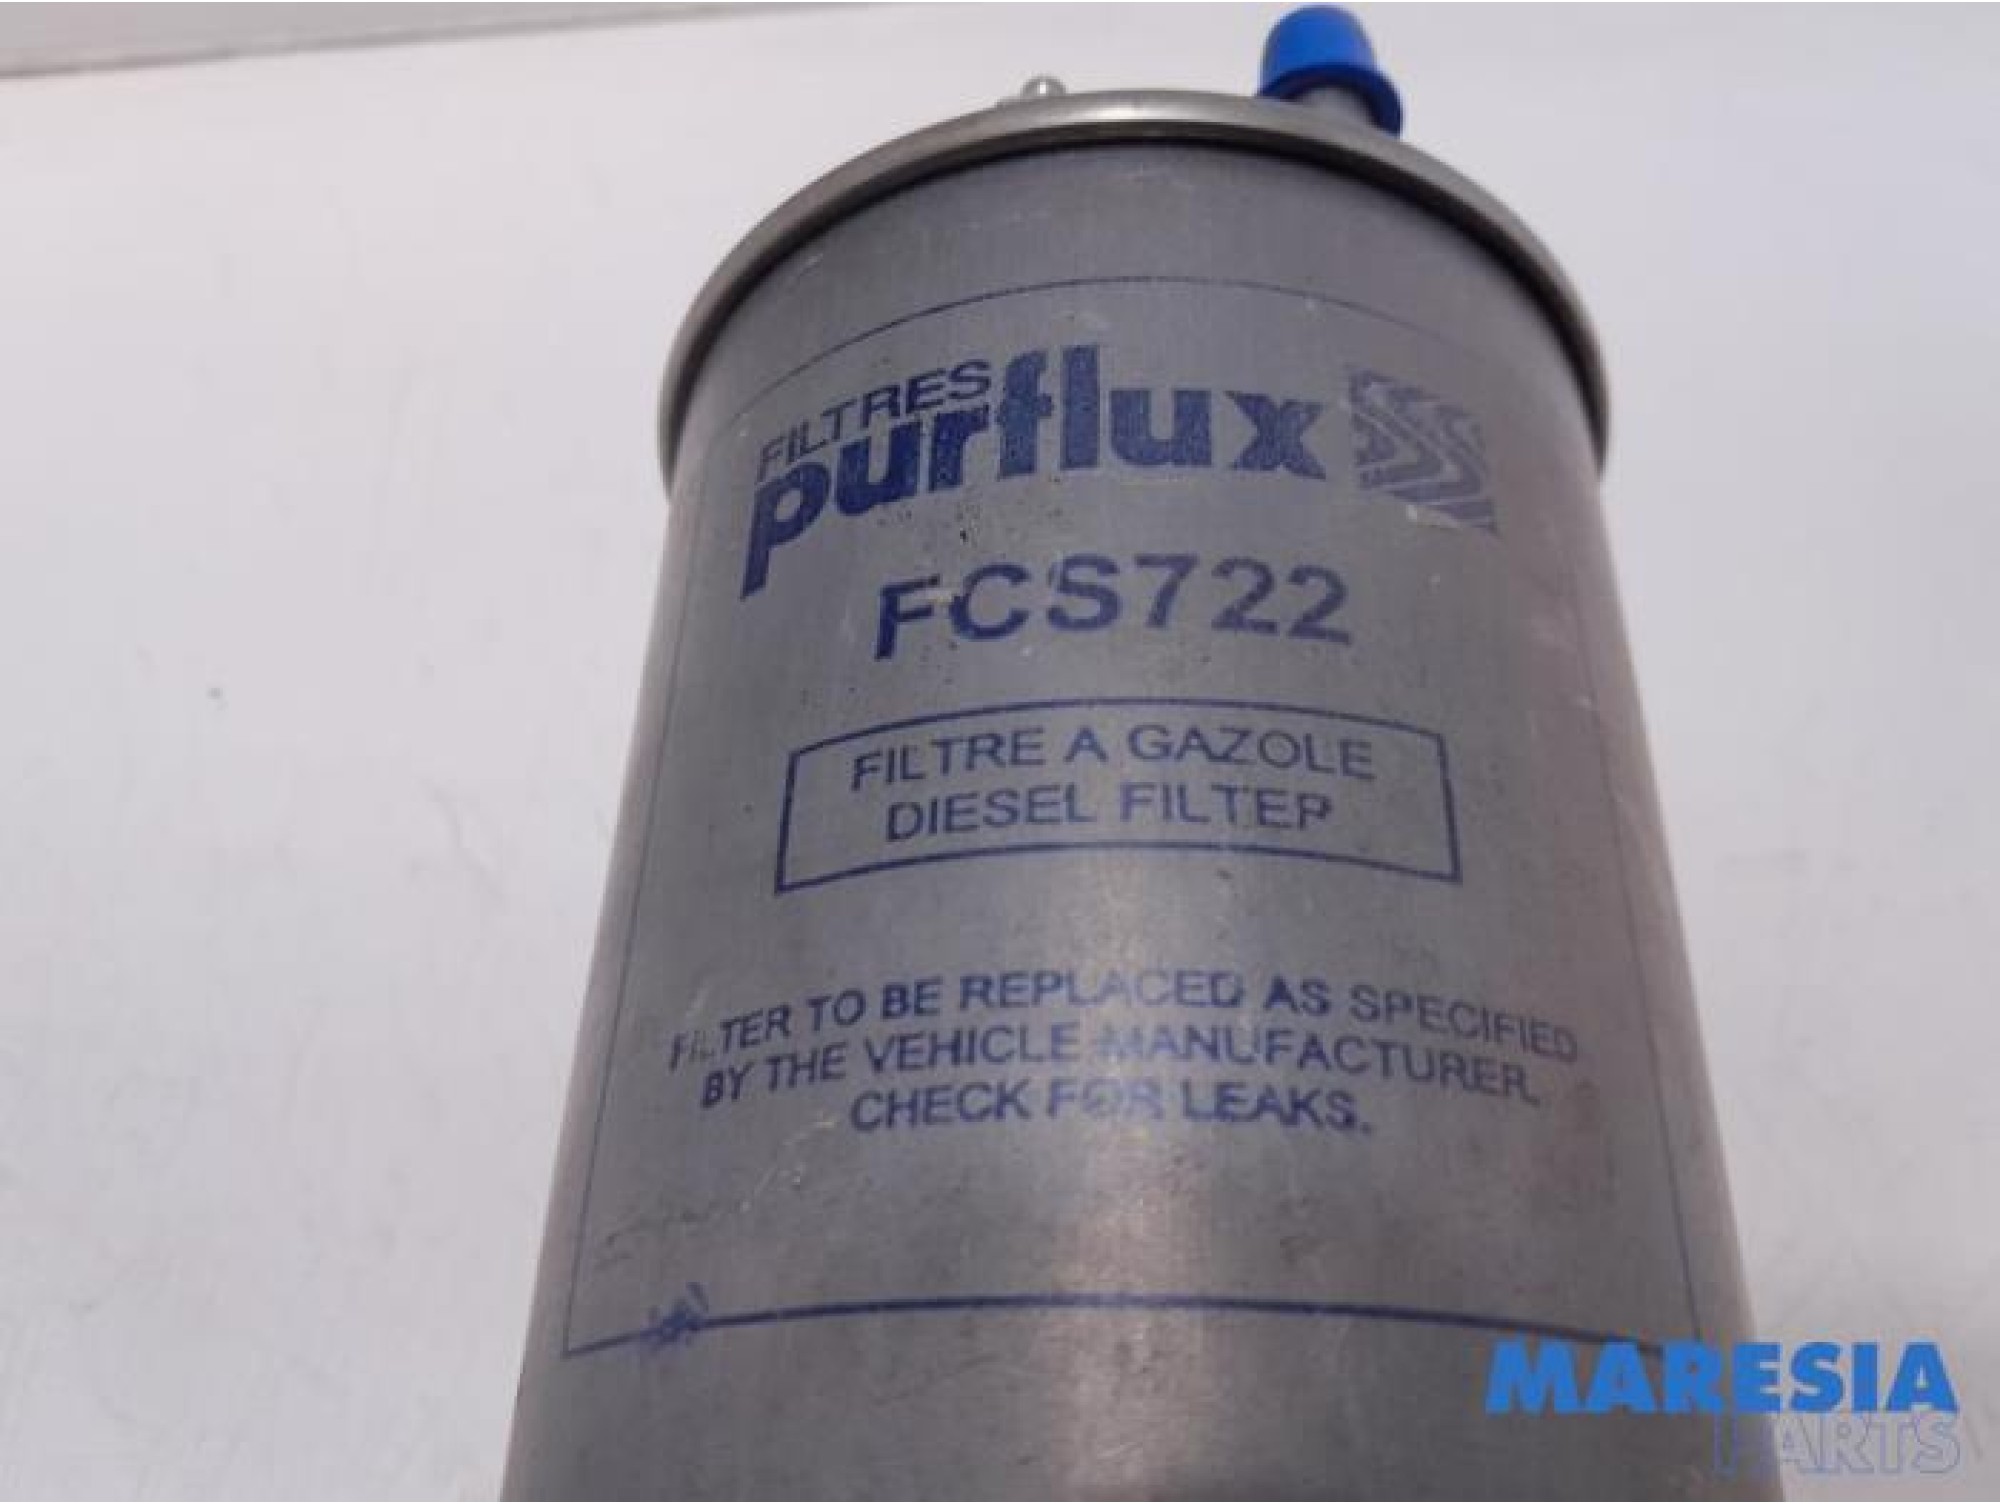 FILTRES
purflux
FCS722
FILTRE A GAZOLE
DIESEL FILTER
FILTER TO BE REPLACED AS SPECIFIED
BY THE VEHICLE MANUFACTURER.
CHECK FOR LEAKS.
MARESIA
PARTS